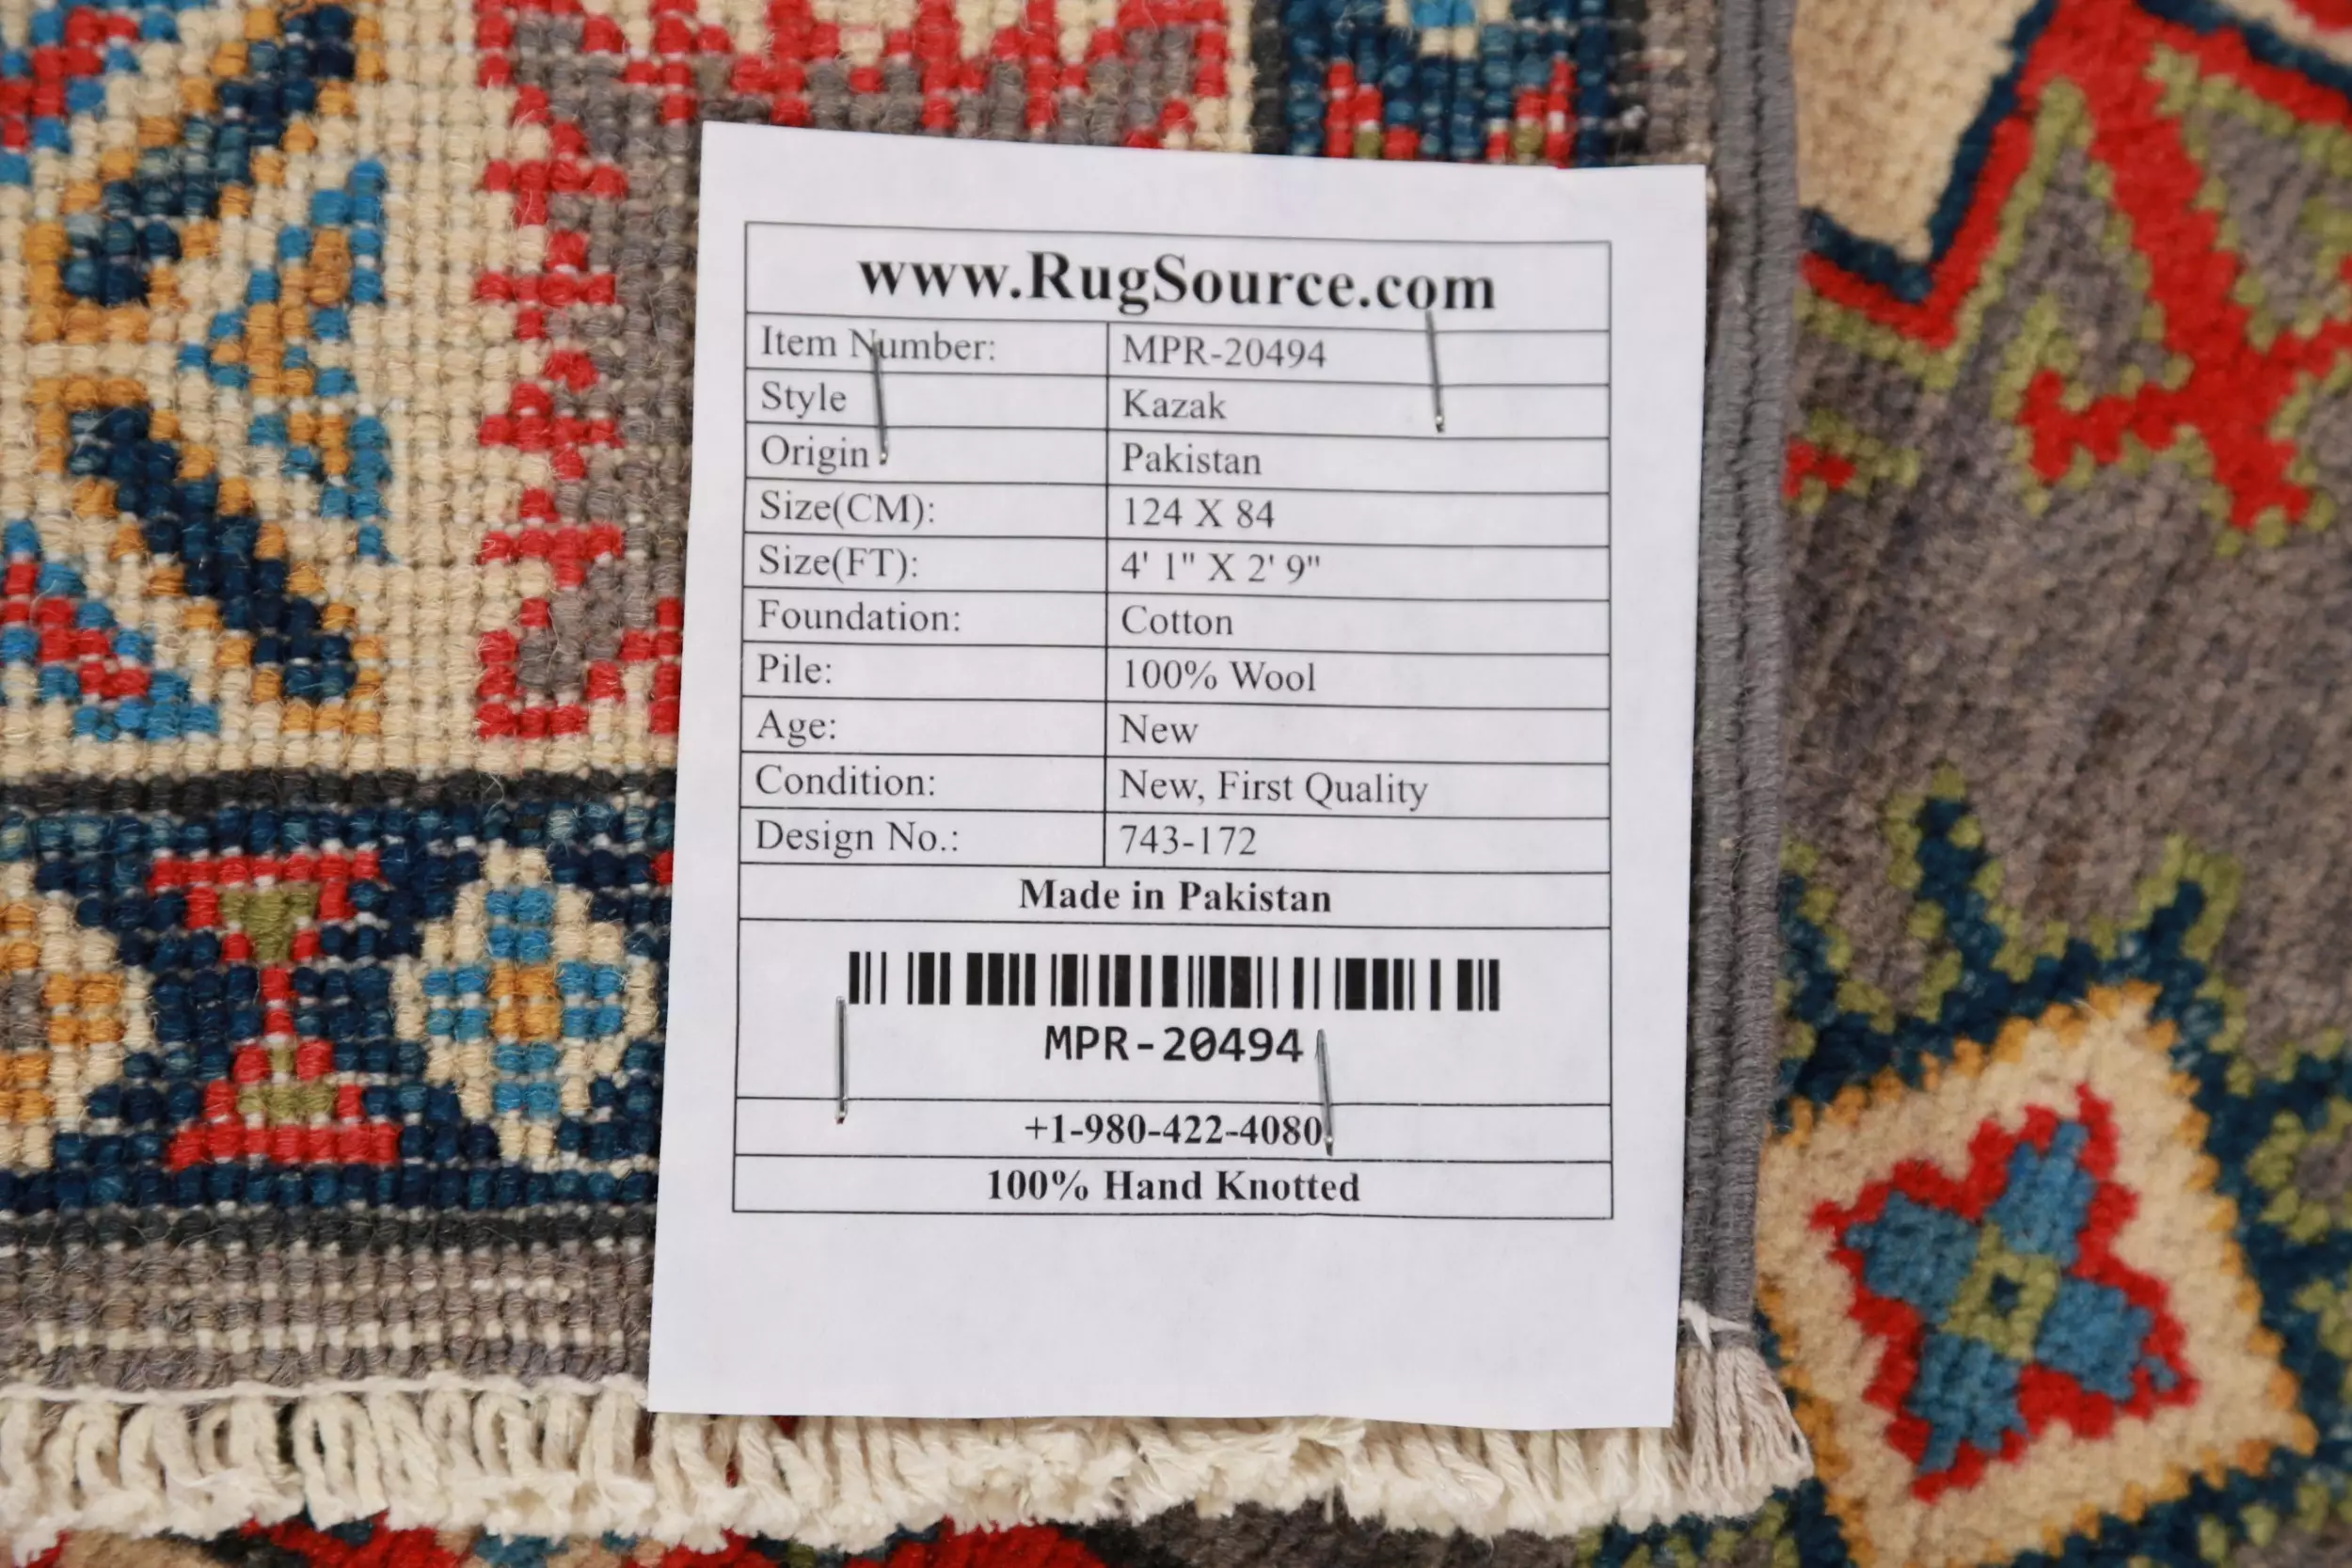 www.RugSource.com
Item Number: MPR-20494
Style Kazak
Origin Pakistan
Size(CM): 124 X 84
Size(FT): 4' 1" X 2' 9"
Foundation: Cotton
Pile: 100% Wool
Age: New
Condition: New, First Quality
Design No.: 743-172
Made in Pakistan
MPR-20494
+1-980-422-4080
100% Hand Knotted